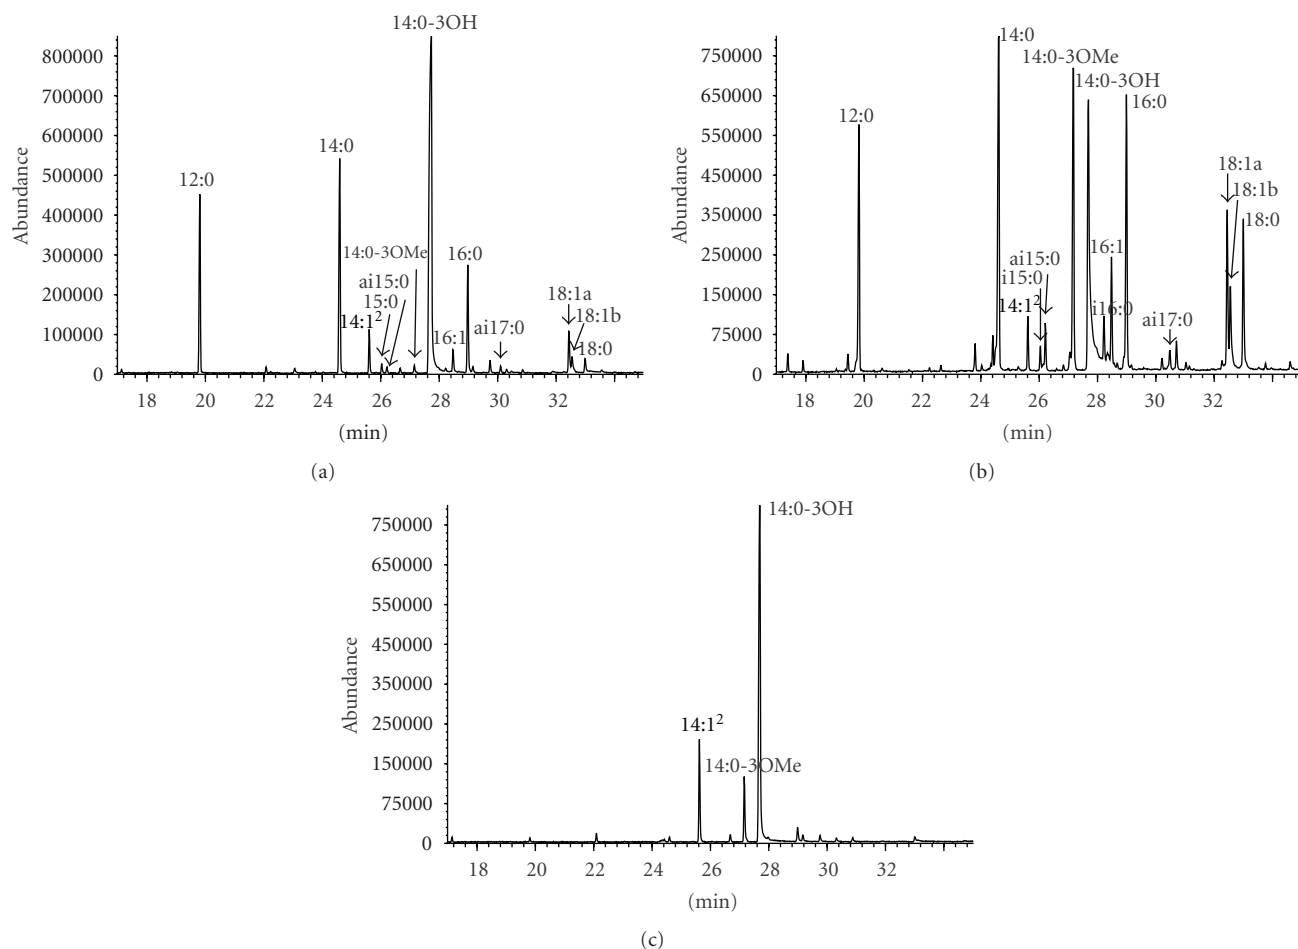 14:0-3OH
800000
700000
600000
500000
400000
300000
200000
100000
0
Abundance
12:0
14:0
14:0-3OMe
ai15:0
15:0
14:1²
16:0
16:1
ai17:0
18:1a
18:1b
18:0
18 20 22 24 26 28 30 32
(min)
(a)
750000
650000
550000
450000
350000
250000
150000
75000
0
Abundance
12:0
14:0
14:0-3OMe
14:0-3OH
16:0
ai15:0
i15:0
14:1²
16:1
i16:0
ai17:0
18:1a
18:1b
18:0
18 20 22 24 26 28 30 32
(min)
(b)
14:0-3OH
750000
650000
550000
450000
350000
250000
150000
75000
0
Abundance
14:1²
14:0-3OMe
18 20 22 24 26 28 30 32
(min)
(c)